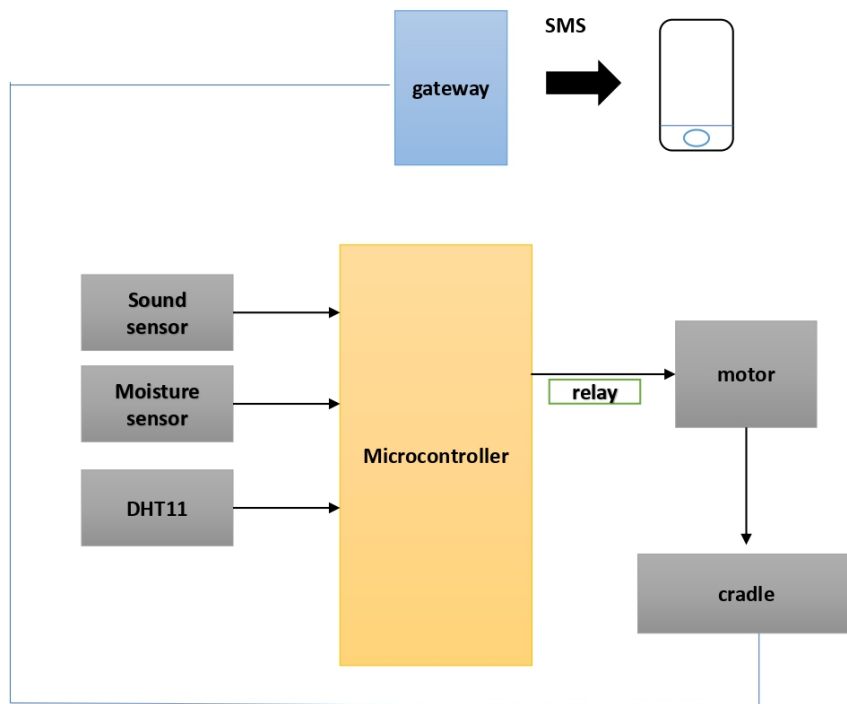 SMS
gateway
Sound
sensor
Moisture
sensor
DHT11
Microcontroller
relay
motor
cradle